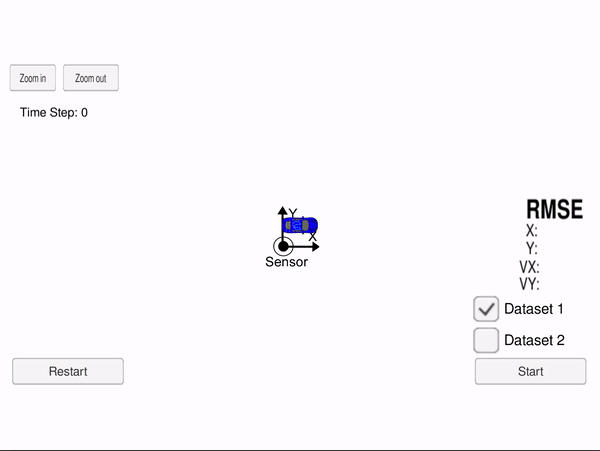 Zoom in
Zoom out
Time Step: 0
Y
X
Sensor
RMSE
X:
Y:
VX:
VY:
Dataset 1
Dataset 2
Restart
Start